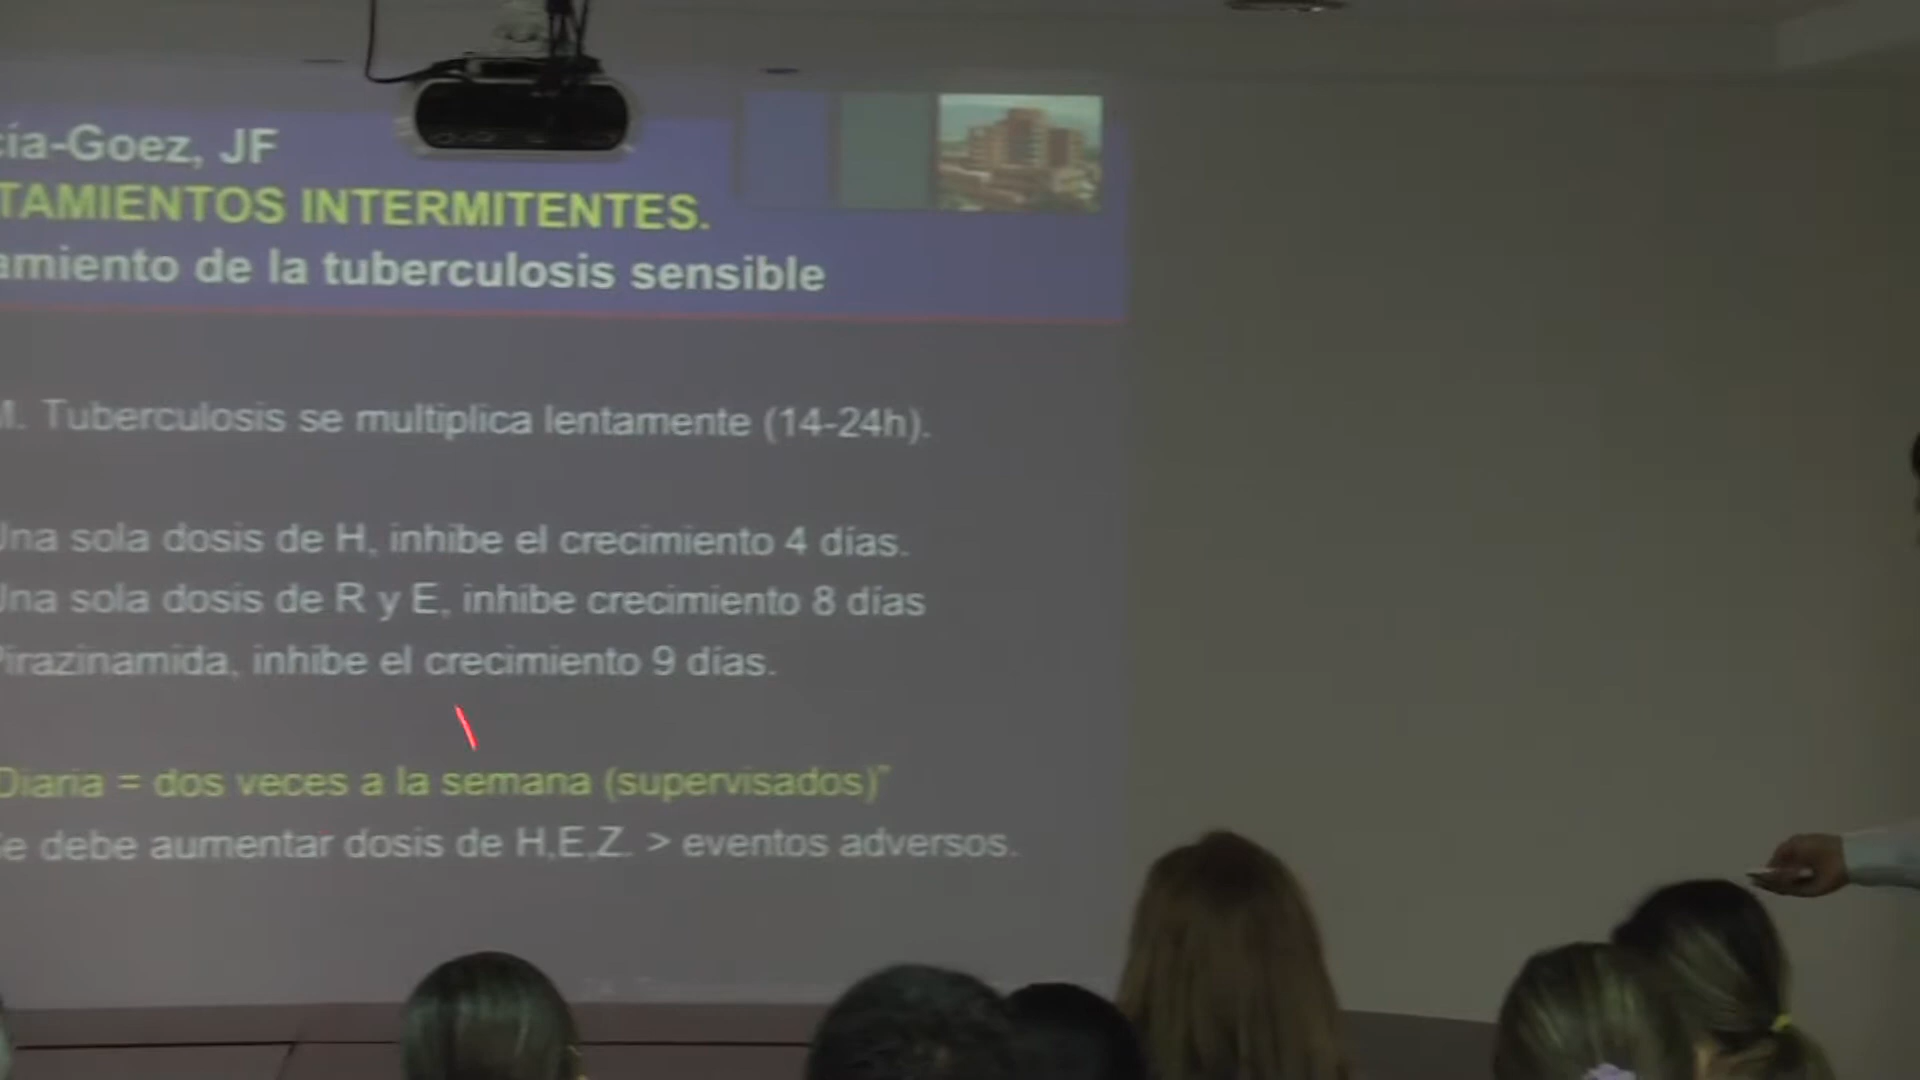 cía-Goez, JF
TAMIENTOS INTERMITENTES.
amiento de la tuberculosis sensible
M. Tuberculosis se multiplica lentamente (14-24h).
Una sola dosis de H, inhibe el crecimiento 4 días.
Una sola dosis de R y E, inhibe crecimiento 8 días
Pirazinamida, inhibe el crecimiento 9 días.
Diaria = dos veces a la semana (supervisados)"
Se debe aumentar dosis de H,E,Z. > eventos adversos.